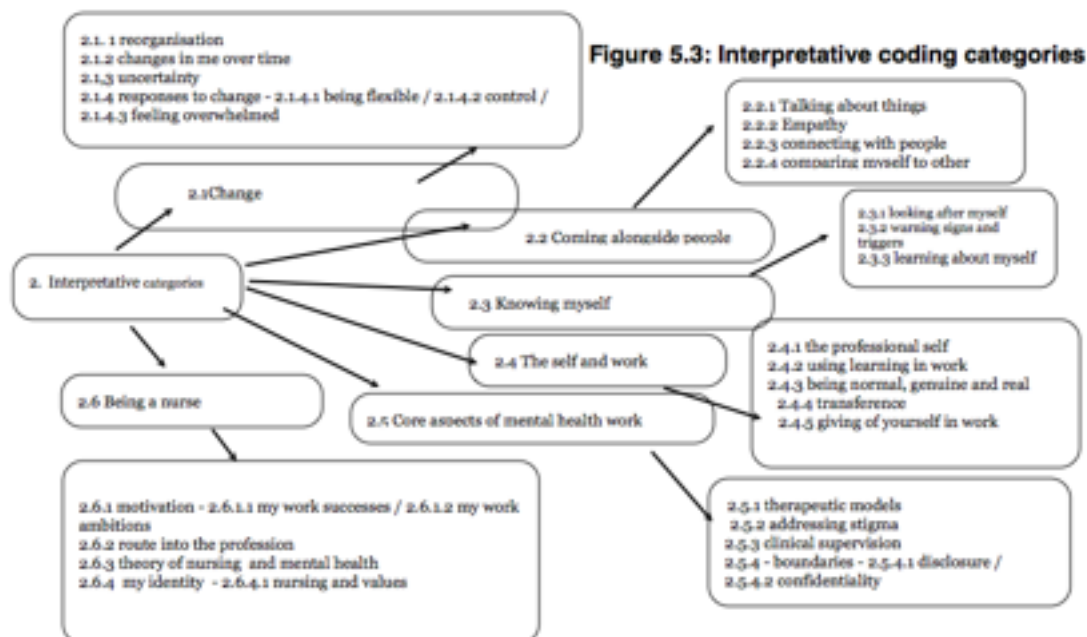 Figure 5.3: Interpretative coding categories
2.1. 1 reorganisation
2.1.2 changes in me over time
2.1,3 uncertainty
2.1.4 responses to change - 2.1.4.1 being flexible / 2.1.4.2 control /
2.1.4.3 feeling overwhelmed
2.2.1 Talking about things
2.2.2 Empathy
2.2.3 connecting with people
2.2.4 comparing myself to other
2.1Change
2.2 Coming alongside people
2.3.1 looking after myself
2.3.2 warning signs and
triggers
2.3.3 learning about myself
2. Interpretative categories
2.3 Knowing myself
2.4 The self and work
2.4.1 the professional self
2.4.2 using learning in work
2.4.3 being normal, genuine and real
2.4.4 transference
2.4.5 giving of yourself in work
2.6 Being a nurse
2.5 Core aspects of mental health work
2.6.1 motivation - 2.6.1.1 my work successes / 2.6.1.2 my work
ambitions
2.6.2 route into the profession
2.6.3 theory of nursing and mental health
2.6.4 my identity - 2.6.4.1 nursing and values
2.5.1 therapeutic models
2.5.2 addressing stigma
2.5.3 clinical supervision
2.5.4 - boundaries - 2.5.4.1 disclosure /
2.5.4.2 confidentiality